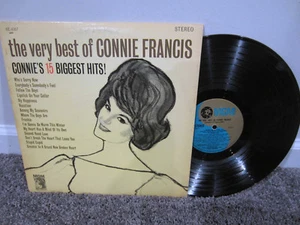 STEREO
the very best of CONNIE FRANCIS
CONNIE'S 15 BIGGEST HITS!
Who's Sorry Now
Everybody's Somebody's Fool
Follow The Boys
Lipstick On Your Collar
My Happiness
Vacation
Among My Souvenirs
Where The Boys Are
Frankie
I'm Gonna Be Warm This Winter
My Heart Has A Mind Of Its Own
Second Hand Love
Don't Break The Heart That Loves You
Stupid Cupid
Breakin' In A Brand New Broken Heart
MGM